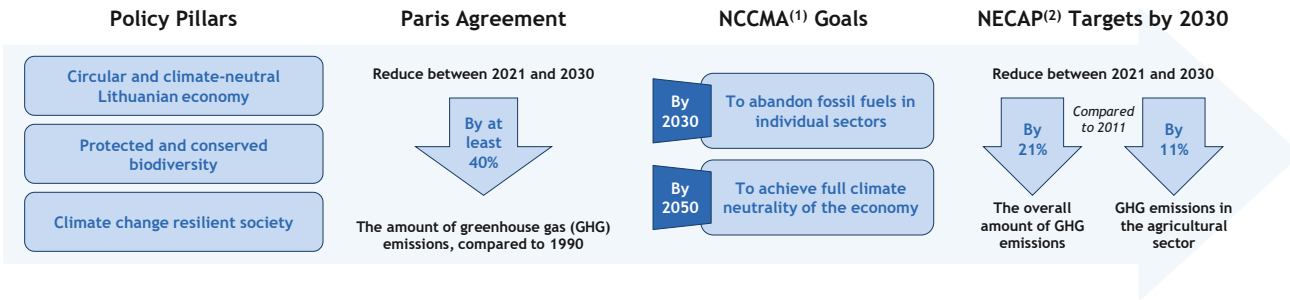 Policy Pillars
Circular and climate-neutral
Lithuanian economy
Protected and conserved
biodiversity
Climate change resilient society
Paris Agreement
Reduce between 2021 and 2030
By at
least
40%
The amount of greenhouse gas (GHG)
emissions, compared to 1990
NCCMA(1) Goals
By
2030
To abandon fossil fuels in
individual sectors
By
2050
To achieve full climate
neutrality of the economy
NECAP(2) Targets by 2030
Reduce between 2021 and 2030
By
21%
Compared
to 2011
By
11%
The overall
amount of GHG
emissions
GHG emissions in
the agricultural
sector